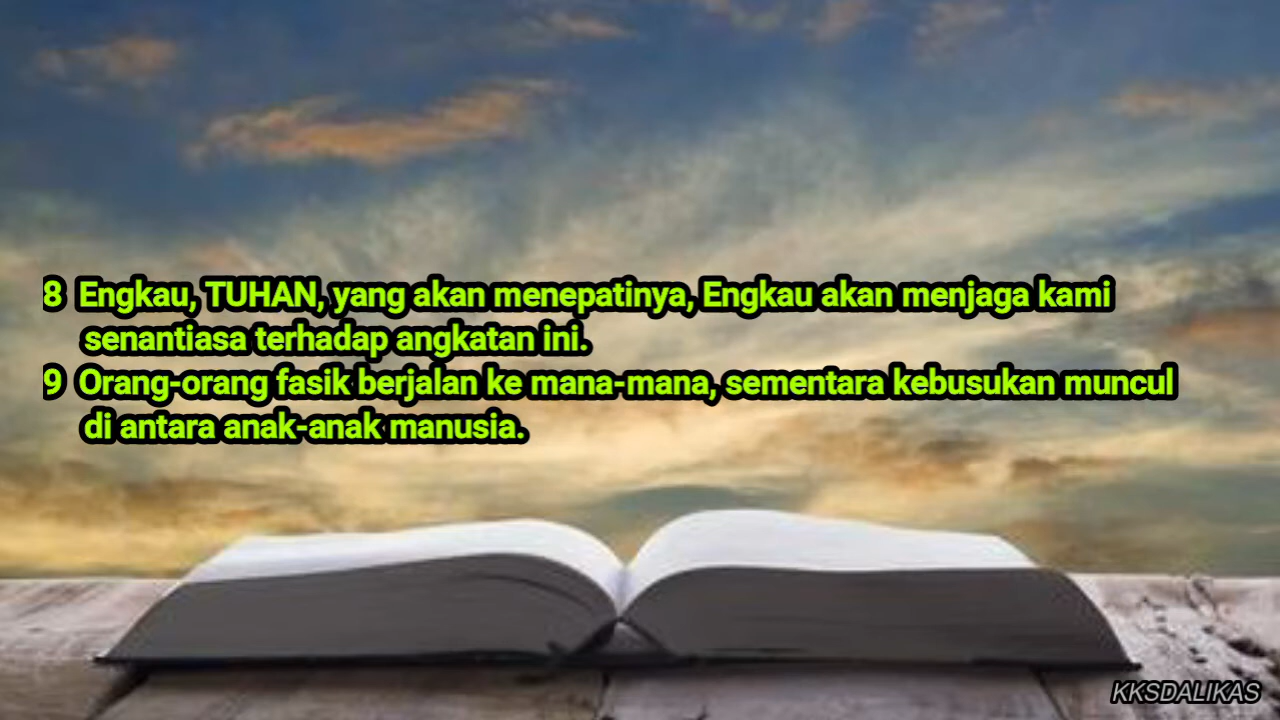 8 Engkau, TUHAN, yang akan menepatinya, Engkau akan menjaga kami
senantiasa terhadap angkatan ini.
9 Orang-orang fasik berjalan ke mana-mana, sementara kebusukan muncul
di antara anak-anak manusia.
KKSDALIKAS